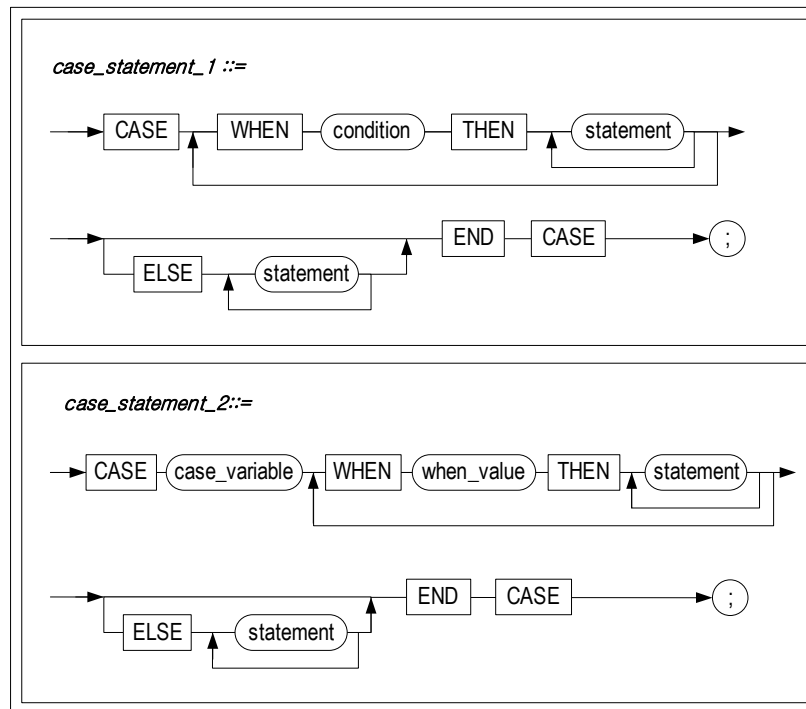 case_statement_1 ::=
CASE WHEN condition THEN statement
ELSE statement END CASE ;
case_statement_2::=
CASE case_variable WHEN when_value THEN statement
ELSE statement END CASE ;